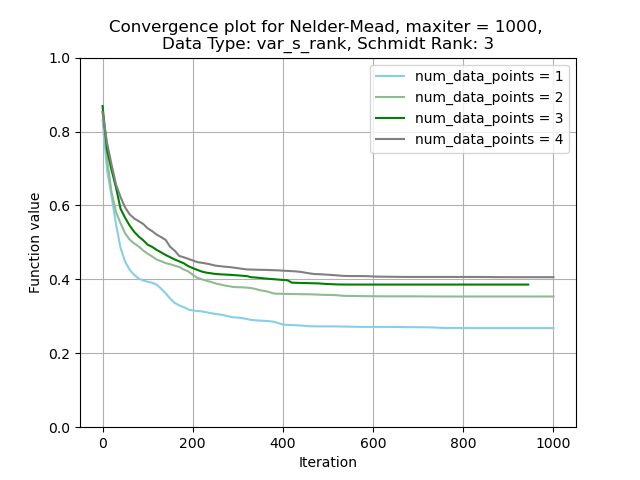 Convergence plot for Nelder-Mead, maxiter = 1000,
Data Type: var_s_rank, Schmidt Rank: 3
num_data_points = 1
num_data_points = 2
num_data_points = 3
num_data_points = 4
Function value
1.0
0.8
0.6
0.4
0.2
0.0
0 200 400 600 800 1000
Iteration